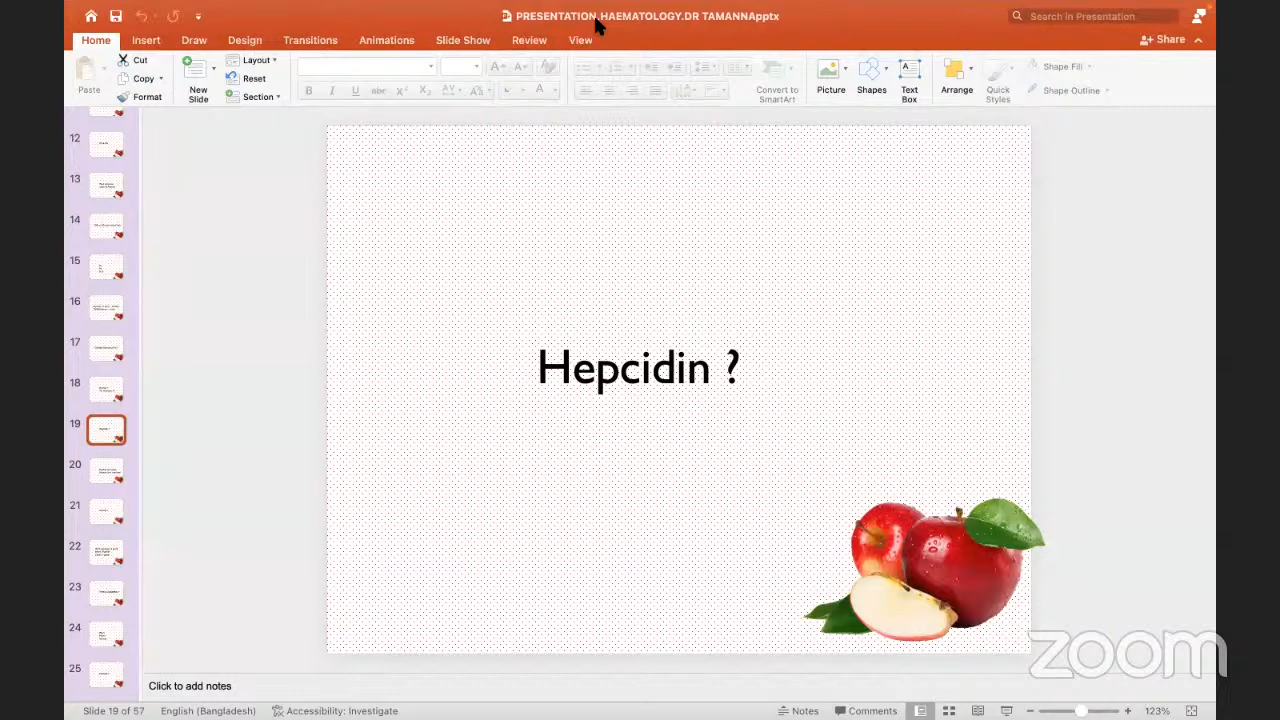 PRESENTATION.HAEMATOLOGY.DR TAMANNApptx
Search in Presentation
Home Insert Draw Design Transitions Animations Slide Show Review View
Share
Paste
Cut
Copy
Format
New
Slide
Layout
Reset
Section
Convert to
SmartArt
Picture
Shapes
Text
Box
Arrange
Quick
Styles
Shape Fill
Shape Outline
12
13
14
15
16
17
18
19
20
21
22
23
24
25
Hepcidin ?
zoom
Click to add notes
Slide 19 of 57 English (Bangladesh) Accessibility: Investigate Notes Comments 123%